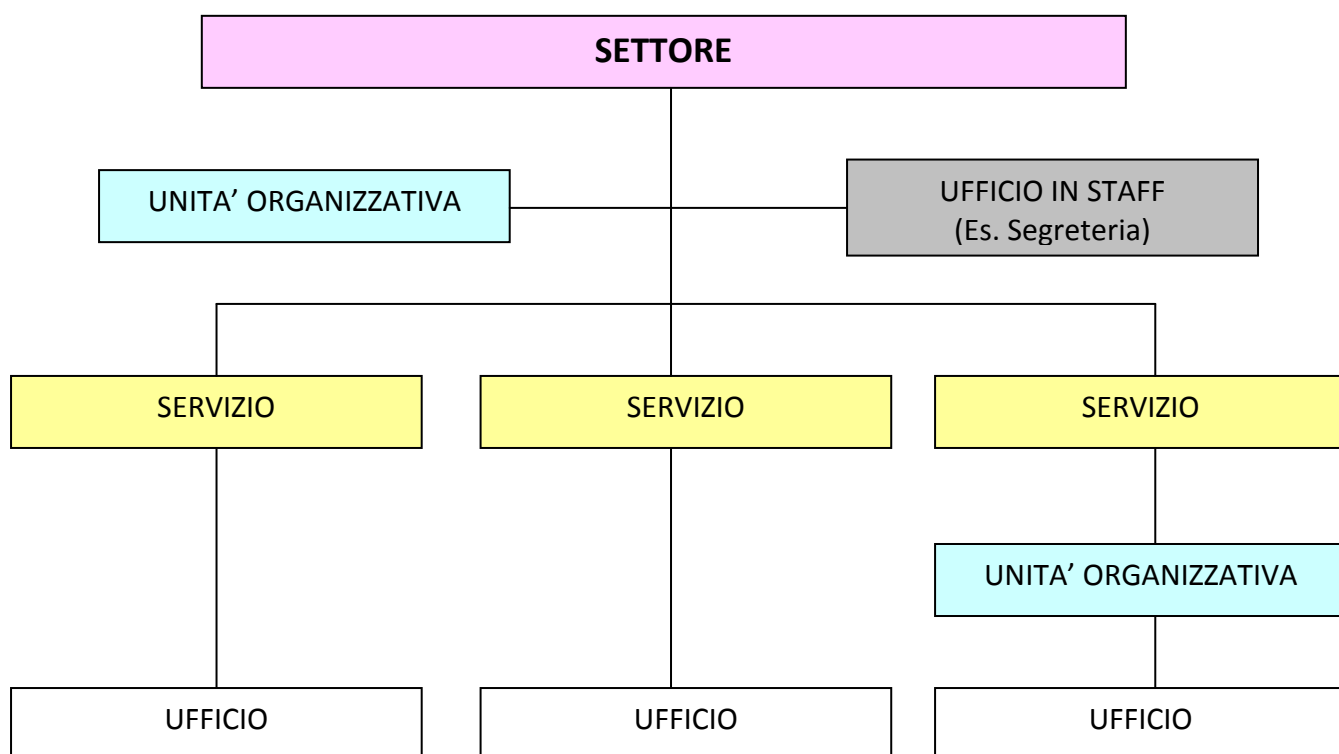 SETTORE
UNITA’ ORGANIZZATIVA
UFFICIO IN STAFF
(Es. Segreteria)
SERVIZIO
SERVIZIO
SERVIZIO
UNITA’ ORGANIZZATIVA
UFFICIO
UFFICIO
UFFICIO